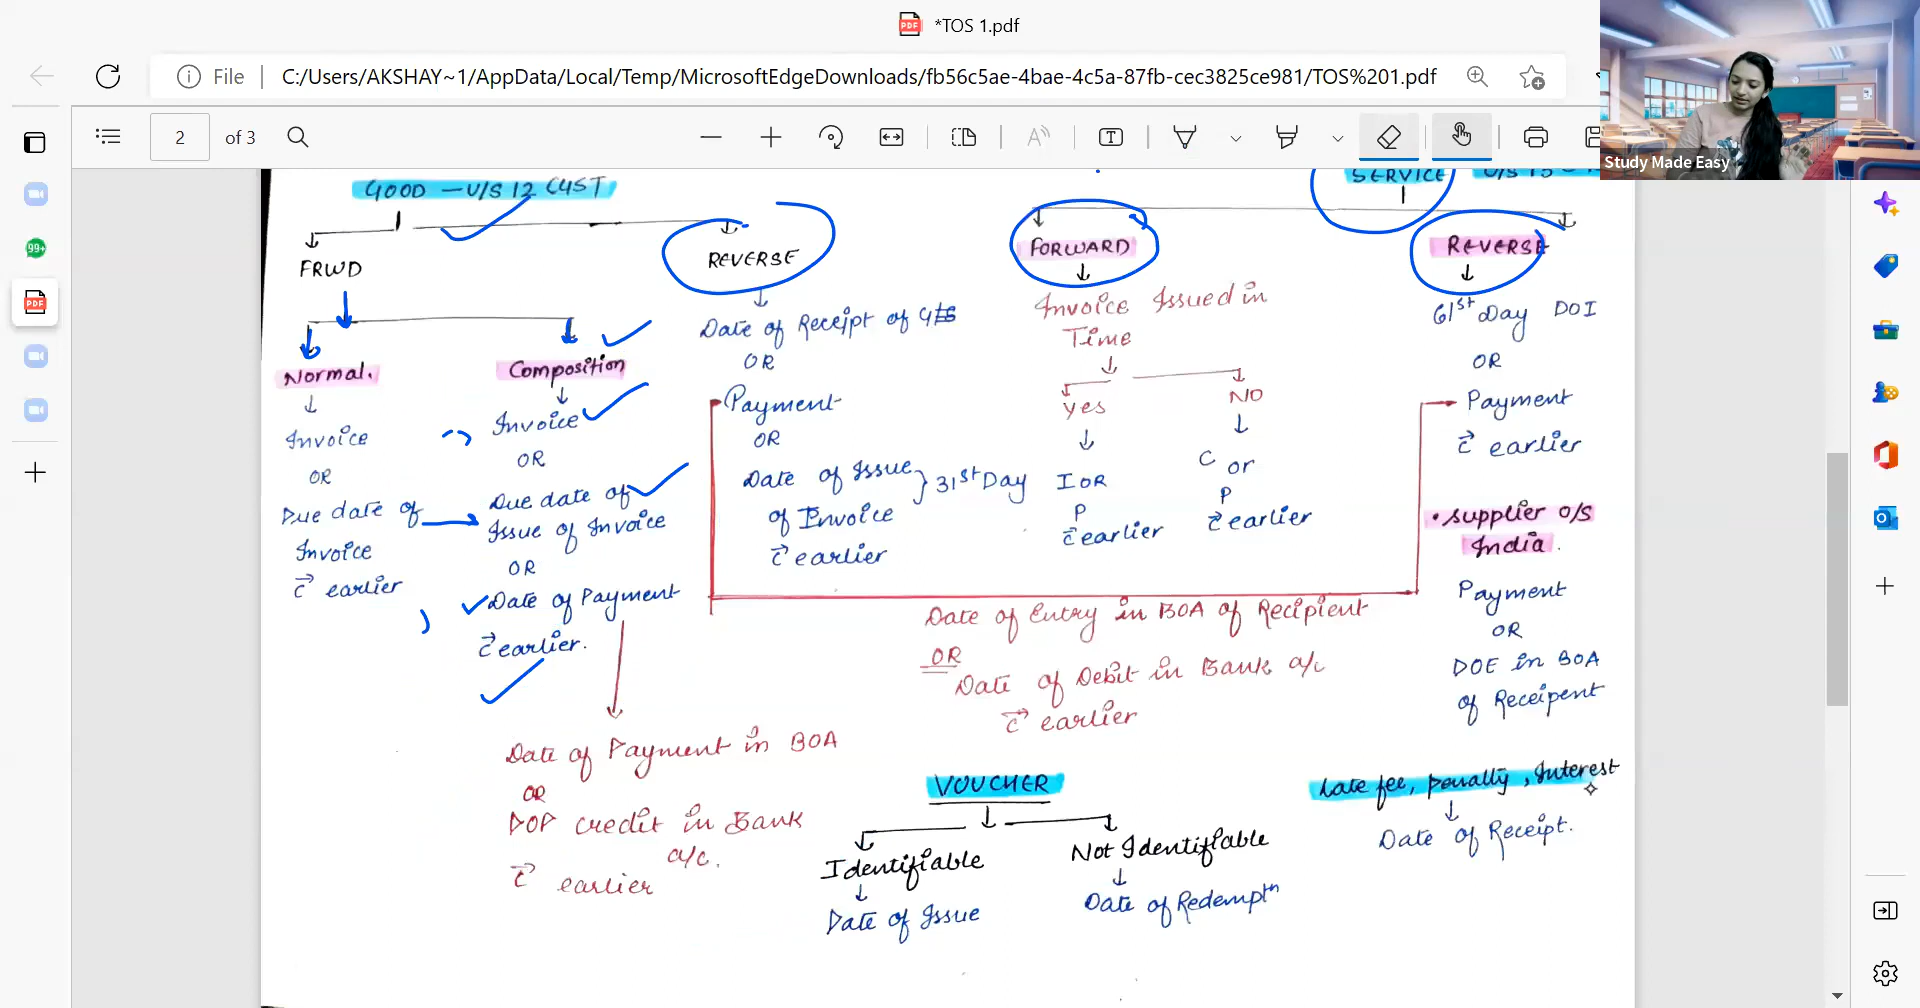 *TOS 1.pdf
File
C:/Users/AKSHAY~1/AppData/Local/Temp/MicrosoftEdgeDownloads/fb56c5ae-4bae-4c5a-87fb-cec3825ce981/TOS%201.pdf
2 of 3
Study Made Easy
99+
PDF
GOOD - U/S 12 CGST
FRWD
REVERSE
Normal.
Invoice
OR
Due date of
Invoice
c̄ earlier
Composition
Invoice
OR
Due date of
Issue of Invoice
OR
Date of Payment
c̄ earlier.
Date of Payment in BOA
OR
DOP credit in Bank
a/c.
c̄ earlier
Date of Receipt of
OR
Payment
OR
Date of Issue
of Invoice
c̄ earlier
31st Day
SERVICE
FORWARD
Invoice Issued in
Time
Yes
I OR
P
c̄ earlier
NO
C or
P
c̄ earlier
REVERSE
61st Day DOI
OR
Payment
c̄ earlier
• Supplier o/s
India.
Payment
OR
DOE in BOA
of Receipent
Date of Entry in BOA of Recipient
OR
Date of Debit in Bank a/c
c̄ earlier
VOUCHER
Identifiable
Date of Issue
Not Identifiable
Date of Redemptn
Late fee, penalty, Interest
Date of Receipt.